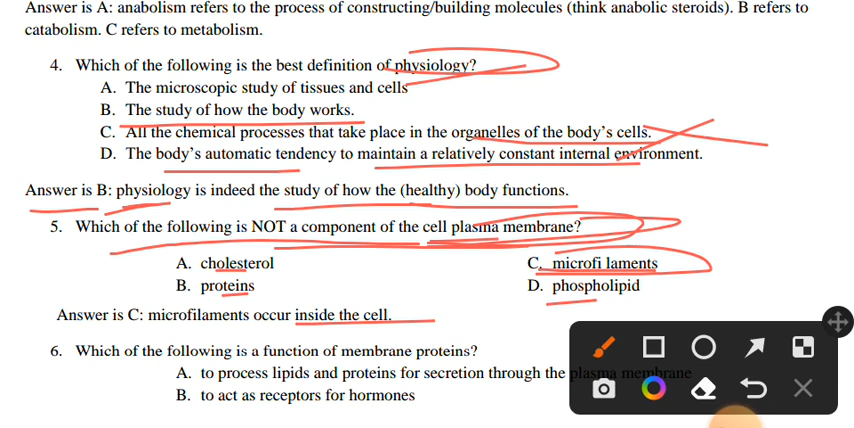 Answer is A: anabolism refers to the process of constructing/building molecules (think anabolic steroids). B refers to
catabolism. C refers to metabolism.
4. Which of the following is the best definition of physiology?
A. The microscopic study of tissues and cells
B. The study of how the body works.
C. All the chemical processes that take place in the organelles of the body's cells.
D. The body's automatic tendency to maintain a relatively constant internal environment.
Answer is B: physiology is indeed the study of how the (healthy) body functions.
5. Which of the following is NOT a component of the cell plasma membrane?
A. cholesterol
C. microfi laments
B. proteins
D. phospholipid
Answer is C: microfilaments occur inside the cell.
6. Which of the following is a function of membrane proteins?
A. to process lipids and proteins for secretion through the plasma membrane
B. to act as receptors for hormones